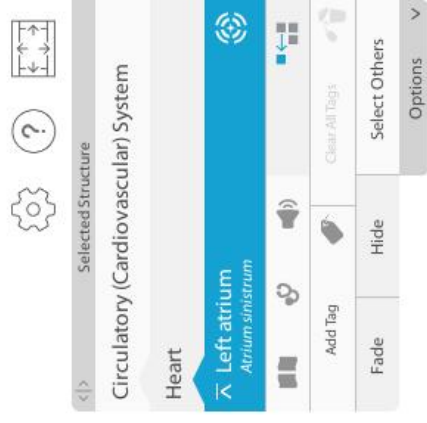 ?
Selected Structure
Circulatory (Cardiovascular) System
Heart
Left atrium
Atrium sinistrum
Add Tag
Clear All Tags
Fade
Hide
Select Others
Options